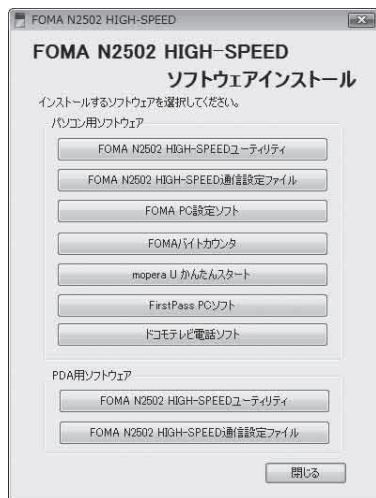 FOMA N2502 HIGH-SPEED
FOMA N2502 HIGH-SPEED
ソフトウェアインストール
インストールするソフトウェアを選択してください。
パソコン用ソフトウェア
FOMA N2502 HIGH-SPEEDユーティリティ
FOMA N2502 HIGH-SPEED通信設定ファイル
FOMA PC設定ソフト
FOMAバイトカウンタ
mopera U かんたんスタート
FirstPass PCソフト
ドコモテレビ電話ソフト
PDA用ソフトウェア
FOMA N2502 HIGH-SPEEDユーティリティ
FOMA N2502 HIGH-SPEED通信設定ファイル
閉じる